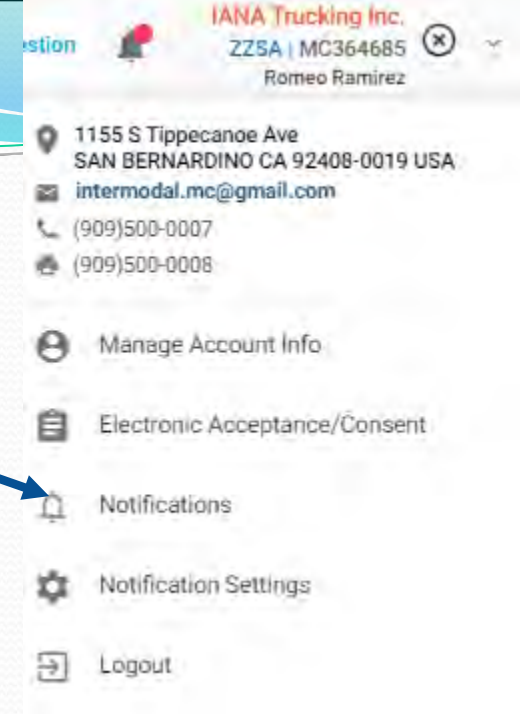 IANA Trucking Inc.
estion
ZZSA | MC364685
Romeo Ramirez
1155 S Tippecanoe Ave
SAN BERNARDINO CA 92408-0019 USA
intermodal.mc@gmail.com
(909)500-0007
(909)500-0008
Manage Account Info
Electronic Acceptance/Consent
Notifications
Notification Settings
Logout